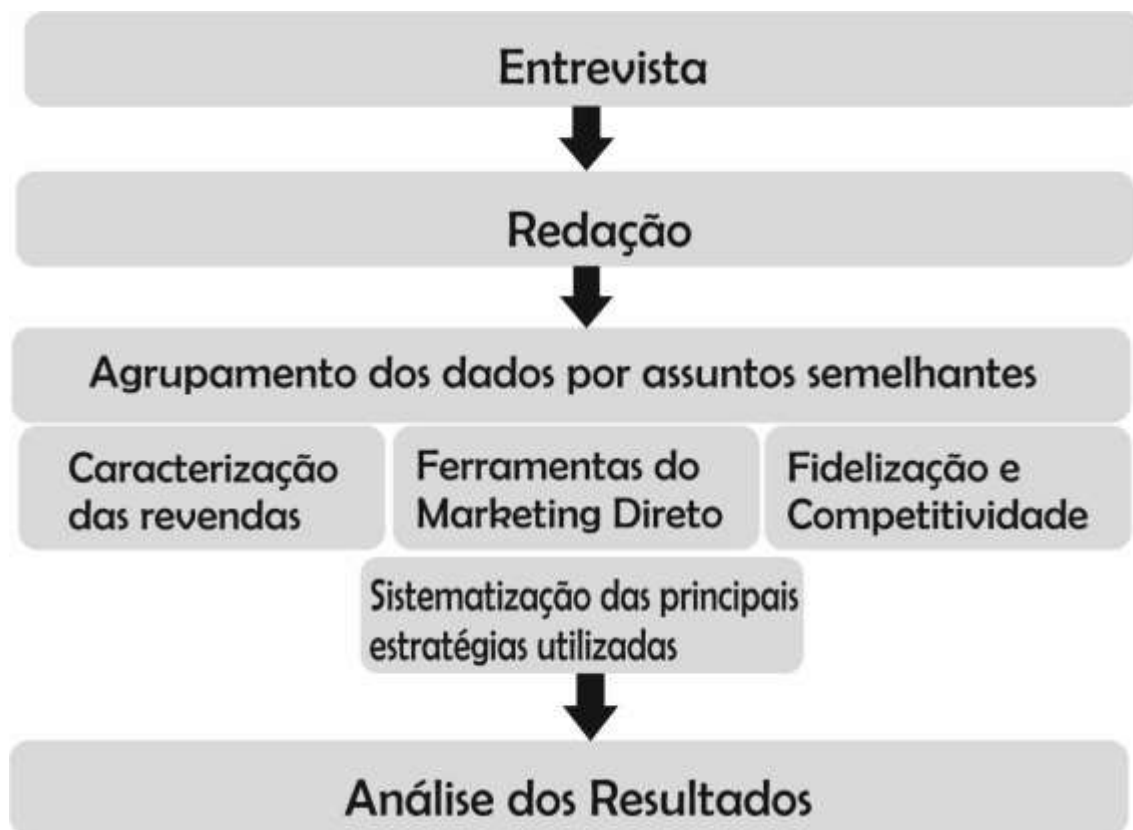 Entrevista
Redação
Agrupamento dos dados por assuntos semelhantes
Caracterização
das revendas
Ferramentas do
Marketing Direto
Fidelização e
Competitividade
Sistematização das principais
estratégias utilizadas
Análise dos Resultados